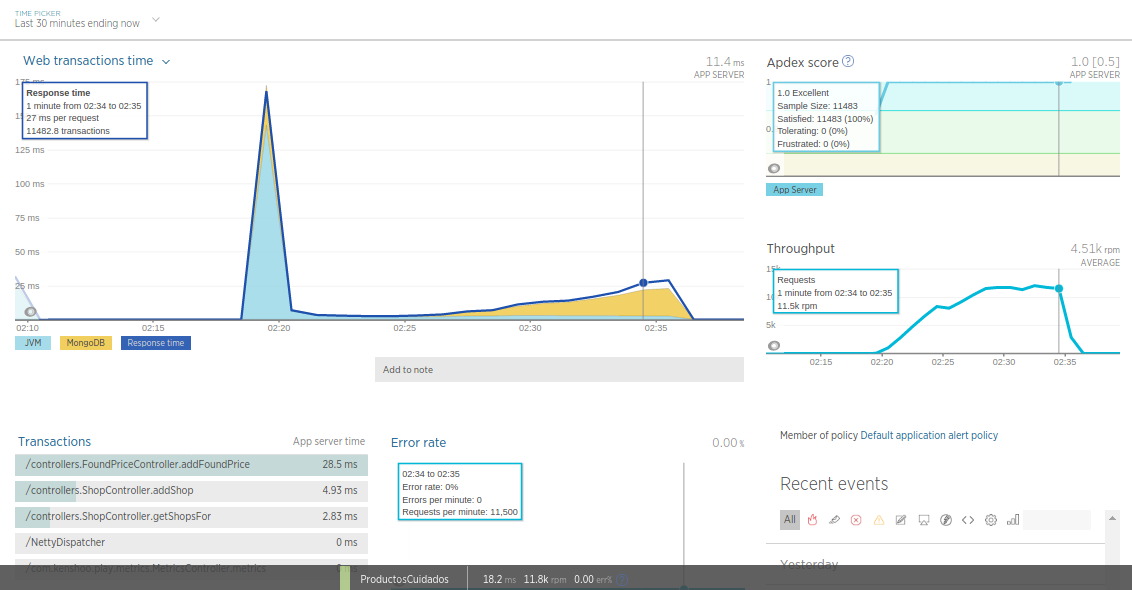 TIME PICKER
Last 30 minutes ending now
Web transactions time
11.4 ms
APP SERVER
Response time
1 minute from 02:34 to 02:35
27 ms per request
11482.8 transactions
125 ms
100 ms
75 ms
50 ms
25 ms
02:10 02:15 02:20 02:25 02:30 02:35
JVM MongoDB Response time
Add to note
Apdex score ?
1.0 [0.5]
APP SERVER
1
0.
1.0 Excellent
Sample Size: 11483
Satisfied: 11483 (100%)
Tolerating: 0 (0%)
Frustrated: 0 (0%)
App Server
Throughput
4.51k rpm
AVERAGE
Requests
1 minute from 02:34 to 02:35
11.5k rpm
5k
02:15 02:20 02:25 02:30 02:35
Transactions App server time
/controllers.FoundPriceController.addFoundPrice 28.5 ms
/controllers.ShopController.addShop 4.93 ms
/controllers.ShopController.getShopsFor 2.83 ms
/NettyDispatcher 0 ms
/com.kenshoo.play.metrics.MetricsController.metrics
Error rate 0.00 %
02:34 to 02:35
Error rate: 0%
Errors per minute: 0
Requests per minute: 11,500
Member of policy Default application alert policy
Recent events
All
Yesterday
ProductosCuidados 18.2 ms 11.8k rpm 0.00 err%